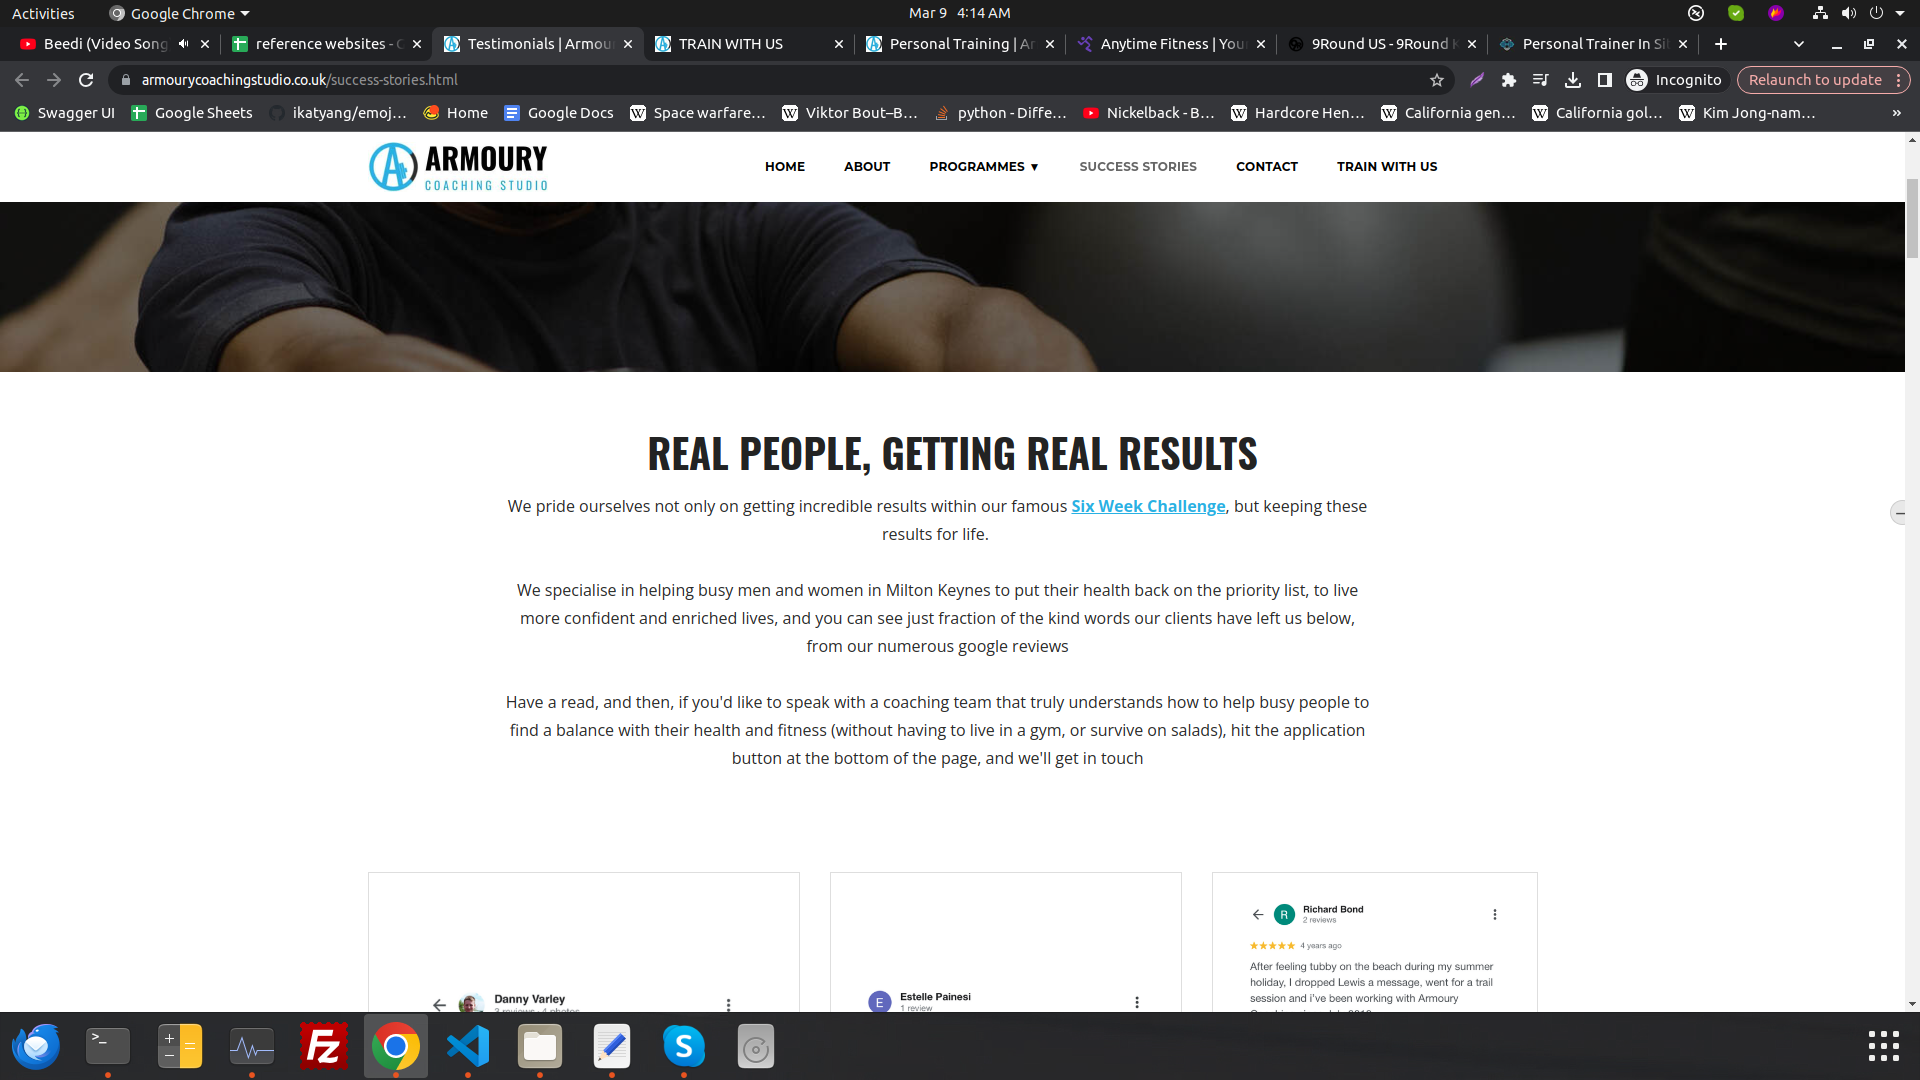 Activities
Google Chrome
Mar 9 4:14 AM
Beedi (Video Song
reference websites - 
Testimonials | Armou
TRAIN WITH US
Personal Training | Ar
Anytime Fitness | You
9Round US - 9Round K
Personal Trainer In Si
armourycoachingstudio.co.uk/success-stories.html
Incognito
Relaunch to update
Swagger UI
Google Sheets
ikatyang/emoj...
Home
Google Docs
Space warfare...
Viktor Bout–B...
python - Diffe...
Nickelback - B...
Hardcore Hen...
California gen...
California gol...
Kim Jong-nam...
ARMOURY
COACHING STUDIO
HOME
ABOUT
PROGRAMMES ▼
SUCCESS STORIES
CONTACT
TRAIN WITH US
REAL PEOPLE, GETTING REAL RESULTS
We pride ourselves not only on getting incredible results within our famous Six Week Challenge, but keeping these
results for life.
We specialise in helping busy men and women in Milton Keynes to put their health back on the priority list, to live
more confident and enriched lives, and you can see just fraction of the kind words our clients have left us below,
from our numerous google reviews
Have a read, and then, if you'd like to speak with a coaching team that truly understands how to help busy people to
find a balance with their health and fitness (without having to live in a gym, or survive on salads), hit the application
button at the bottom of the page, and we'll get in touch
Danny Varley
E
Estelle Painesi
1 review
R
Richard Bond
2 reviews
4 years ago
After feeling tubby on the beach during my summer
holiday, I dropped Lewis a message, went for a trail
session and i've been working with Armoury